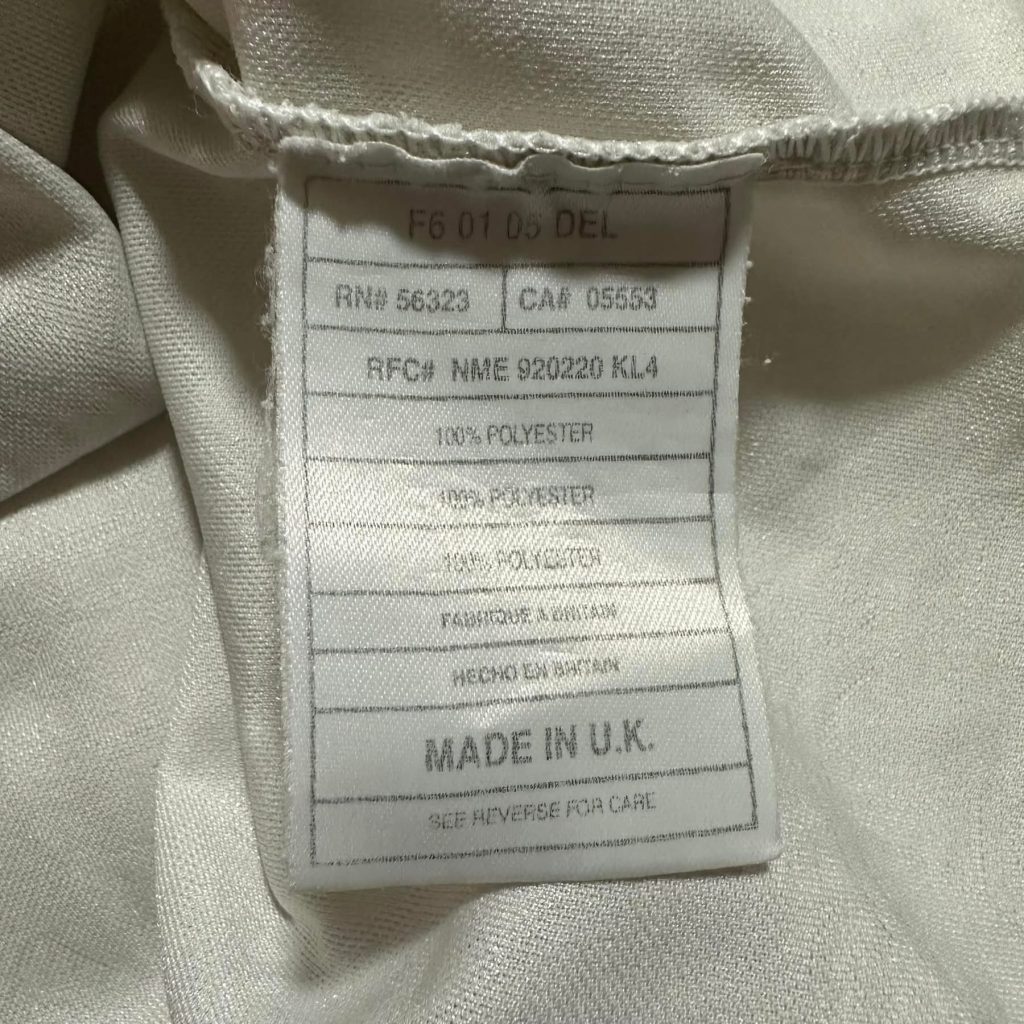 F6 01 05 DEL
RN# 56323 CA# 05553
RFC# NME 920220 KL4
100% POLYESTER
100% POLYESTER
100% POLYESTER
FABRIQUE A BRITAIN
HECHO EN BRITAIN
MADE IN U.K.
SEE REVERSE FOR CARE